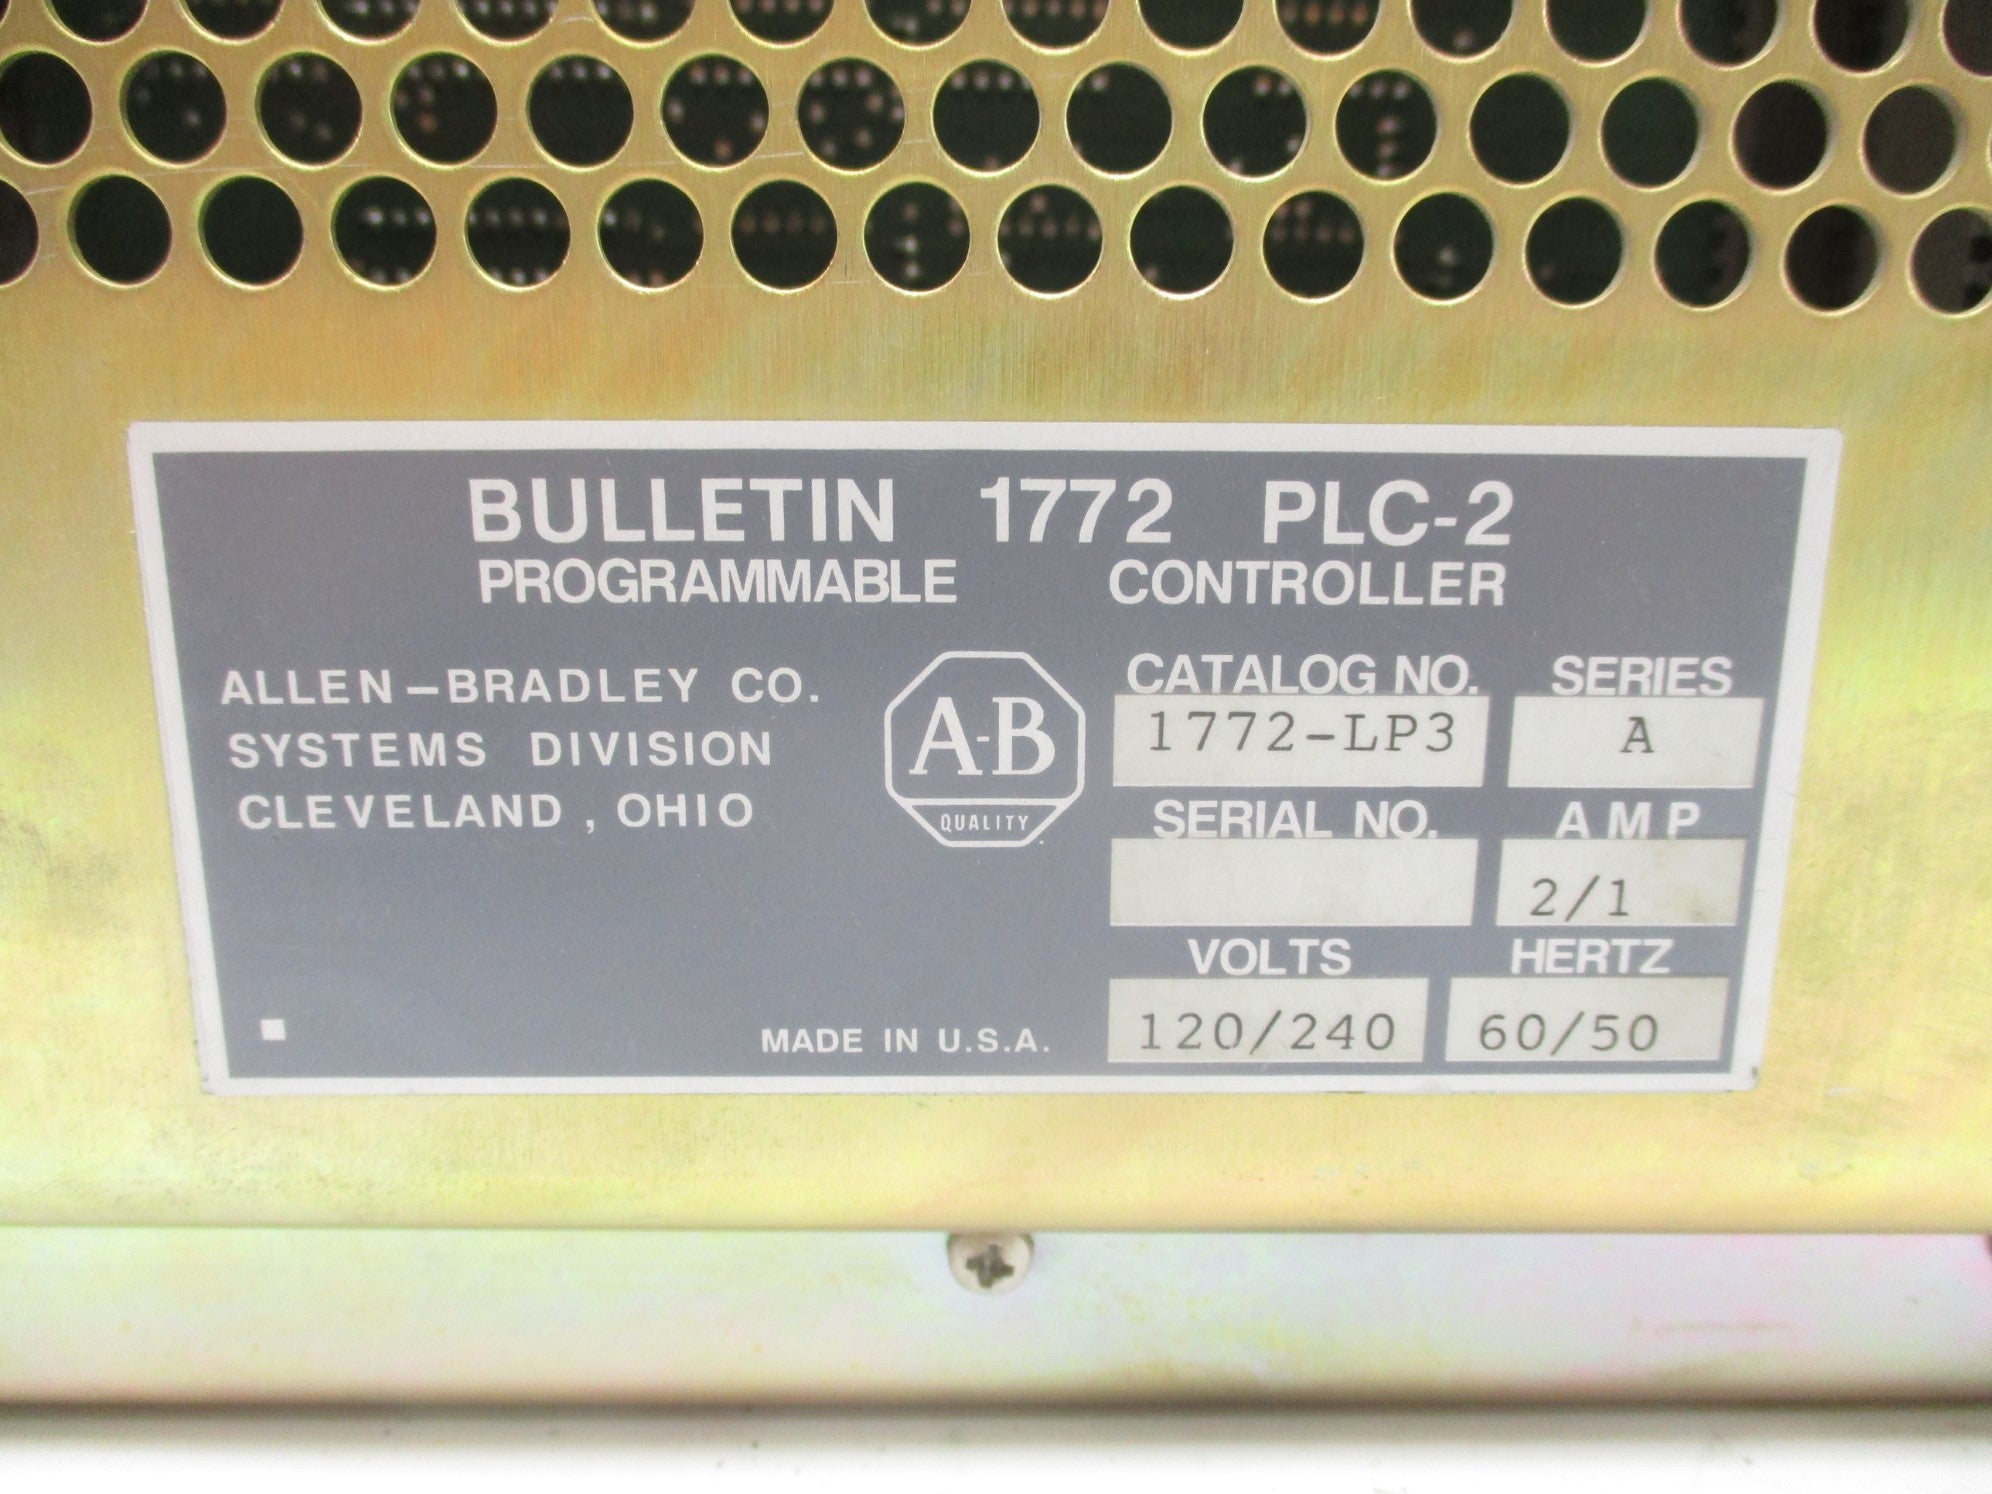 BULLETIN 1772 PLC-2
PROGRAMMABLE CONTROLLER
ALLEN-BRADLEY CO.
SYSTEMS DIVISION
CLEVELAND, OHIO
A-B
QUALITY
CATALOG NO. SERIES
1772-LP3 A
SERIAL NO. AMP
2/1
VOLTS HERTZ
120/240 60/50
MADE IN U.S.A.